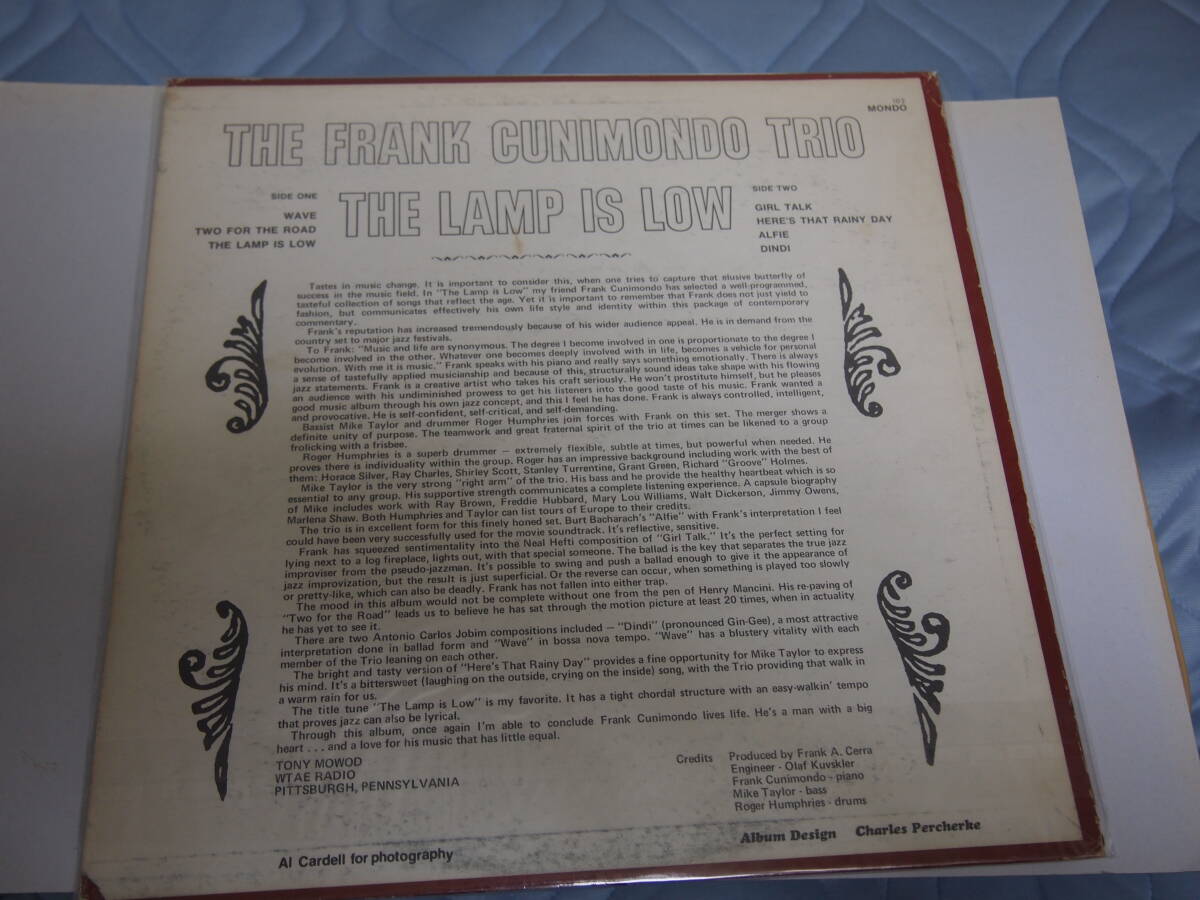 102
MONDO
THE FRANK CUNIMONDO TRIO
THE LAMP IS LOW
SIDE ONE
WAVE
TWO FOR THE ROAD
THE LAMP IS LOW
SIDE TWO
GIRL TALK
HERE'S THAT RAINY DAY
ALFIE
DINDI
Tastes in music change. It is important to consider this, when one tries to capture that elusive butterfly of
success in the music field. In "The Lamp is Low" my friend Frank Cunimondo has selected a well-programmed,
tasteful collection of songs that reflect the age. Yet it is important to remember that Frank does not just yield to
fashion, but communicates effectively his own life style and identity within this package of contemporary
commentary.
Frank's reputation has increased tremendously because of his wider audience appeal. He is in demand from the
country set to major jazz festivals.
To Frank: "Music and life are synonymous. The degree I become involved in one is proportionate to the degree I
become involved in the other. Whatever one becomes deeply involved with in life, becomes a vehicle for personal
evolution. With me it is music." Frank speaks with his piano and really says something emotionally. There is always
a sense of tastefully applied musicianship and because of this, structurally sound ideas take shape with his flowing
jazz statements. Frank is a creative artist who takes his craft seriously. He won't prostitute himself, but he pleases
an audience with his undiminished prowess to get his listeners into the good taste of his music. Frank wanted a
good music album through his own jazz concept, and this I feel he has done. Frank is always controlled, intelligent,
and provocative. He is self-confident, self-critical, and self-demanding.
Bassist Mike Taylor and drummer Roger Humphries join forces with Frank on this set. The merger shows a
definite unity of purpose. The teamwork and great fraternal spirit of the trio at times can be likened to a group
frolicking with a frisbee.
Roger Humphries is a superb drummer — extremely flexible, subtle at times, but powerful when needed. He
proves there is individuality within the group. Roger has an impressive background including work with the best of
them: Horace Silver, Ray Charles, Shirley Scott, Stanley Turrentine, Grant Green, Richard "Groove" Holmes.
Mike Taylor is the very strong "right arm" of the trio. His bass and he provide the healthy heartbeat which is so
essential to any group. His supportive strength communicates a complete listening experience. A capsule biography
of Mike includes work with Ray Brown, Freddie Hubbard, Mary Lou Williams, Walt Dickerson, Jimmy Owens,
Marlena Shaw. Both Humphries and Taylor can list tours of Europe to their credits.
The trio is in excellent form for this finely honed set. Burt Bacharach's "Alfie" with Frank's interpretation I feel
could have been very successfully used for the movie soundtrack. It's reflective, sensitive.
Frank has squeezed sentimentality into the Neal Hefti composition of "Girl Talk." It's the perfect setting for
lying next to a log fireplace, lights out, with that special someone. The ballad is the key that separates the true jazz
improviser from the pseudo-jazzman. It's possible to swing and push a ballad enough to give it the appearance of
jazz improvization, but the result is just superficial. Or the reverse can occur, when something is played too slowly
or pretty-like, which can also be deadly. Frank has not fallen into either trap.
The mood in this album would not be complete without one from the pen of Henry Mancini. His re-paving of
"Two for the Road" leads us to believe he has sat through the motion picture at least 20 times, when in actuality
he has yet to see it.
There are two Antonio Carlos Jobim compositions included — "Dindi" (pronounced Gin-Gee), a most attractive
interpretation done in ballad form and "Wave" in bossa nova tempo. "Wave" has a blustery vitality with each
member of the Trio leaning on each other.
The bright and tasty version of "Here's That Rainy Day" provides a fine opportunity for Mike Taylor to express
his mind. It's a bittersweet (laughing on the outside, crying on the inside) song, with the Trio providing that walk in
a warm rain for us.
The title tune "The Lamp is Low" is my favorite. It has a tight chordal structure with an easy-walkin' tempo
that proves jazz can also be lyrical.
Through this album, once again I'm able to conclude Frank Cunimondo lives life. He's a man with a big
heart . . . and a love for his music that has little equal.
TONY MOWOD
WTAE RADIO
PITTSBURGH, PENNSYLVANIA
Credits Produced by Frank A. Cerra
Engineer - Olaf Kuvskler
Frank Cunimondo - piano
Mike Taylor - bass
Roger Humphries - drums
Album Design Charles Percherke
Al Cardell for photography